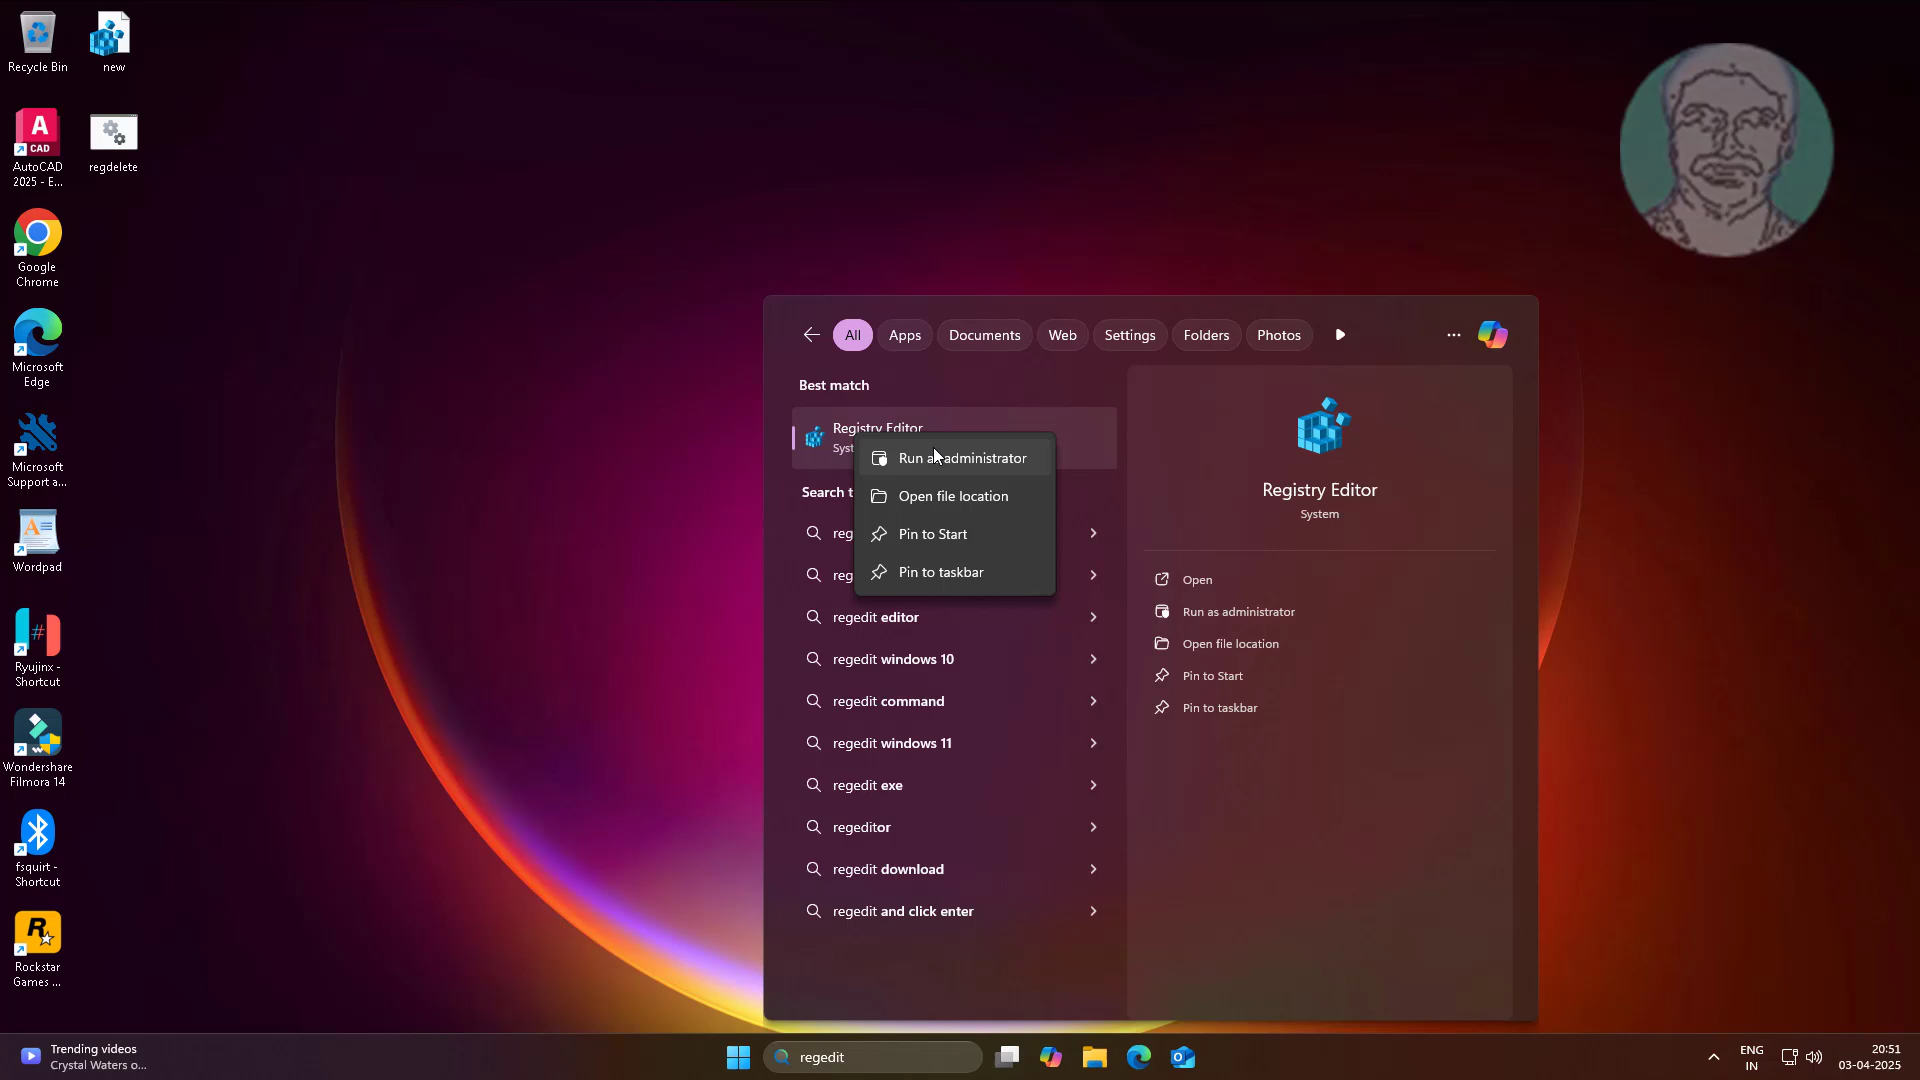 Recycle Bin
new
AutoCAD
2025 - E...
regdelete
Google
Chrome
Microsoft
Edge
Microsoft
Support a...
Wordpad
Ryujinx -
Shortcut
Wondershare
Filmora 14
fsquirt -
Shortcut
Rockstar
Games ...
All
Apps
Documents
Web
Settings
Folders
Photos
Best match
Registry Editor
Syst
Run as administrator
Open file location
Pin to Start
Pin to taskbar
Search t
reg
reg
regedit editor
regedit windows 10
regedit command
regedit windows 11
regedit exe
regeditor
regedit download
regedit and click enter
Registry Editor
System
Open
Run as administrator
Open file location
Pin to Start
Pin to taskbar
Trending videos
Crystal Waters o...
regedit
ENG
IN
20:51
03-04-2025